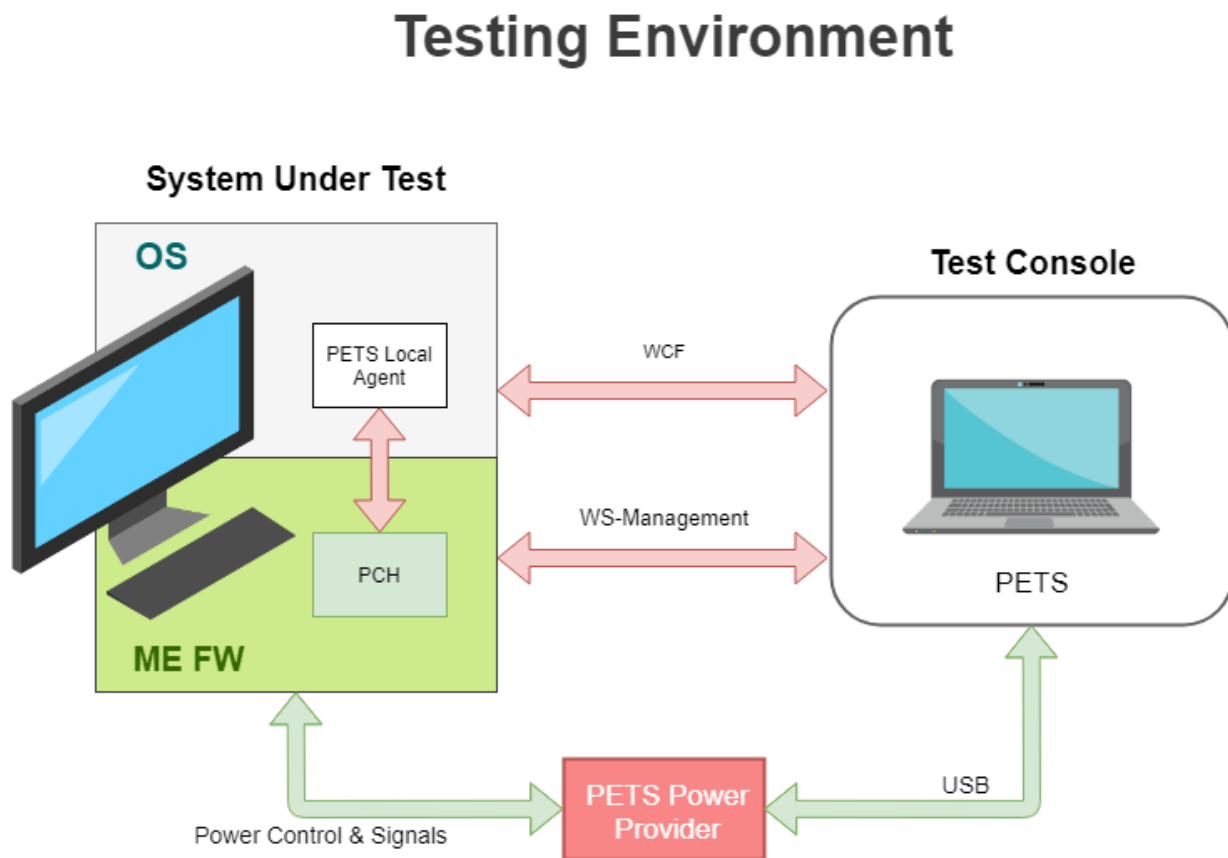 Testing Environment
System Under Test
OS
Test Console
PETS Local
Agent
WCF
WS-Management
PCH
PETS
ME FW
PETS Power
Provider
USB
Power Control & Signals